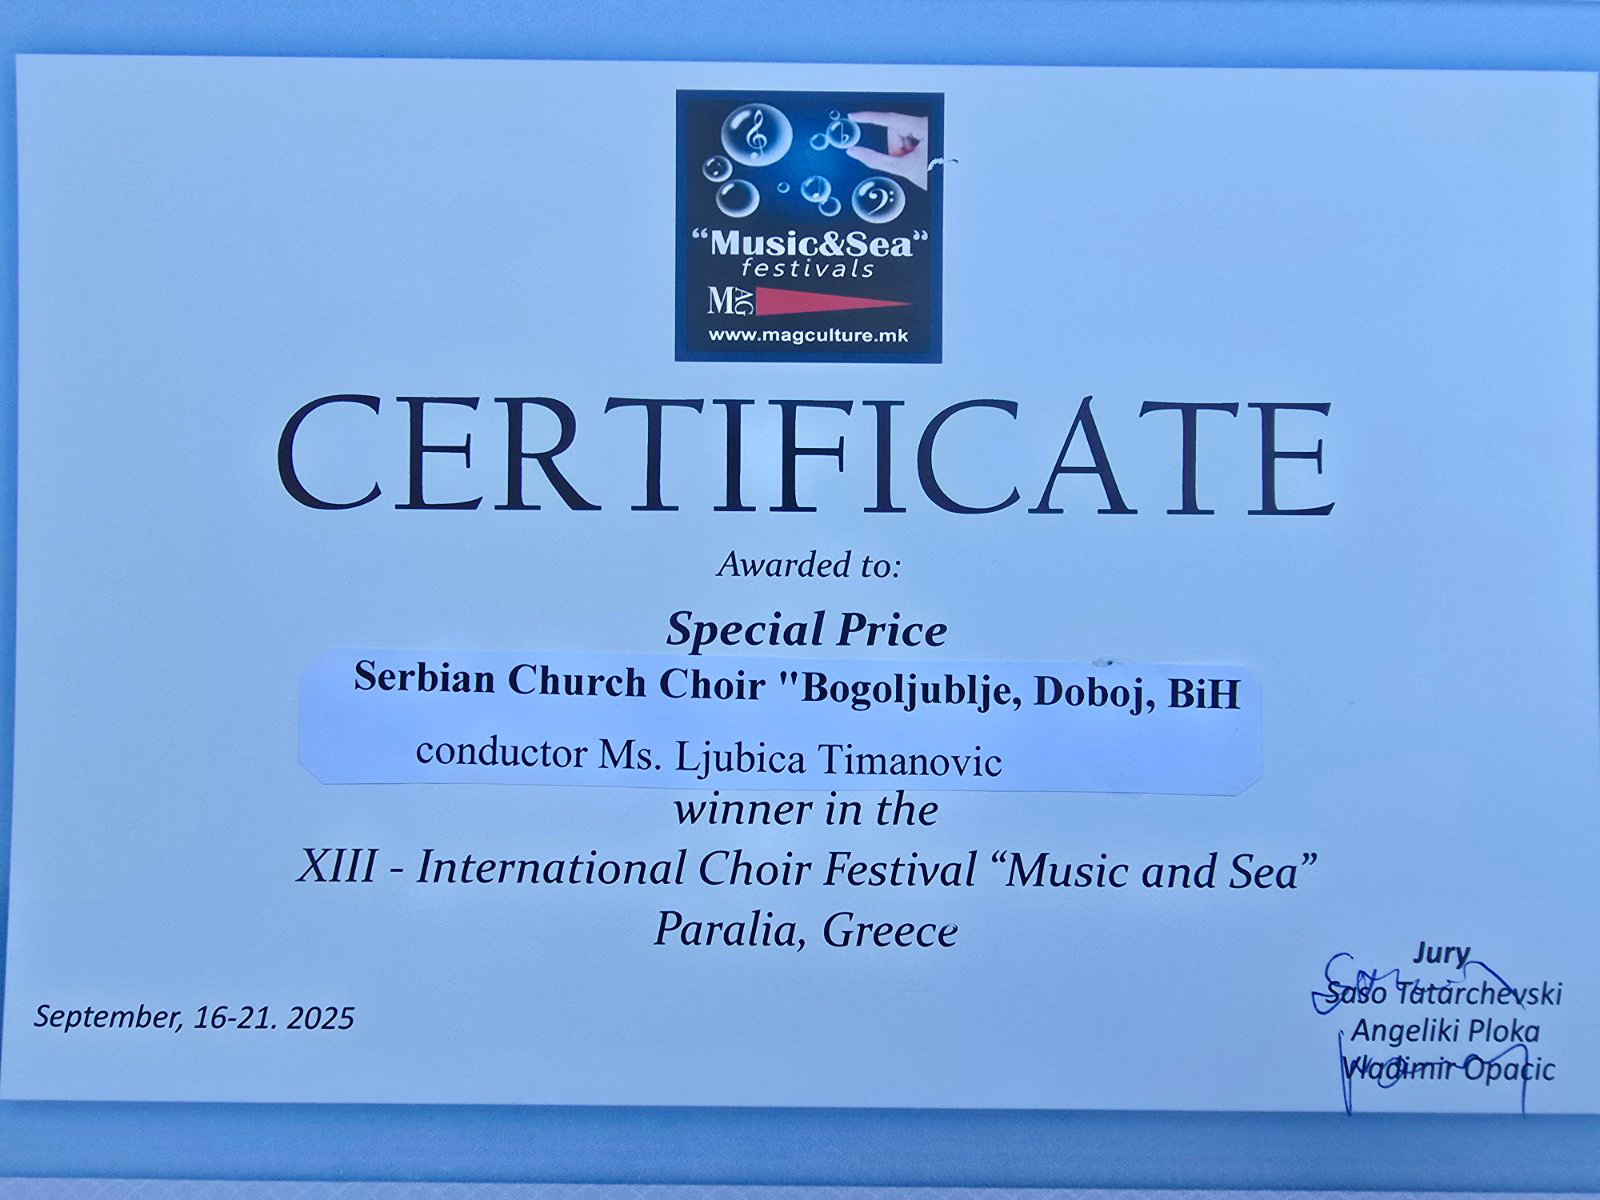 “Music&Sea”
festivals
MAG
www.magculture.mk
CERTIFICATE
Awarded to:
Special Price
Serbian Church Choir "Bogoljublje, Doboj, BiH
conductor Ms. Ljubica Timanovic
winner in the
XIII - International Choir Festival “Music and Sea”
Paralia, Greece
September, 16-21. 2025
Jury
Saso Tatarchevski
Angeliki Ploka
Vladimir Opacic